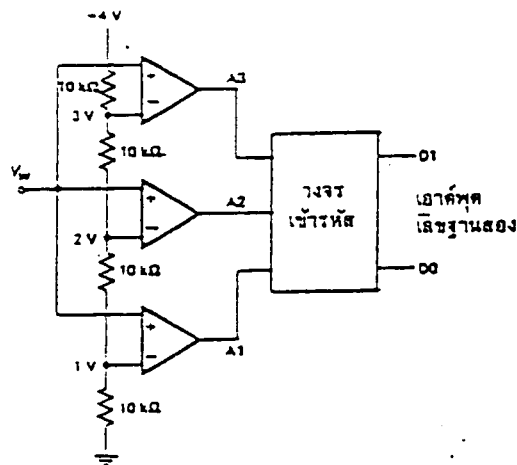 +4 V
10 kΩ
A3
3 V
10 kΩ
D1
V_IN
วงจร
เข้ารหัส
เอาต์พุต
เลขฐานสอง
A2
2 V
10 kΩ
D0
1 V
A1
10 kΩ
+
−
+
−
+
−